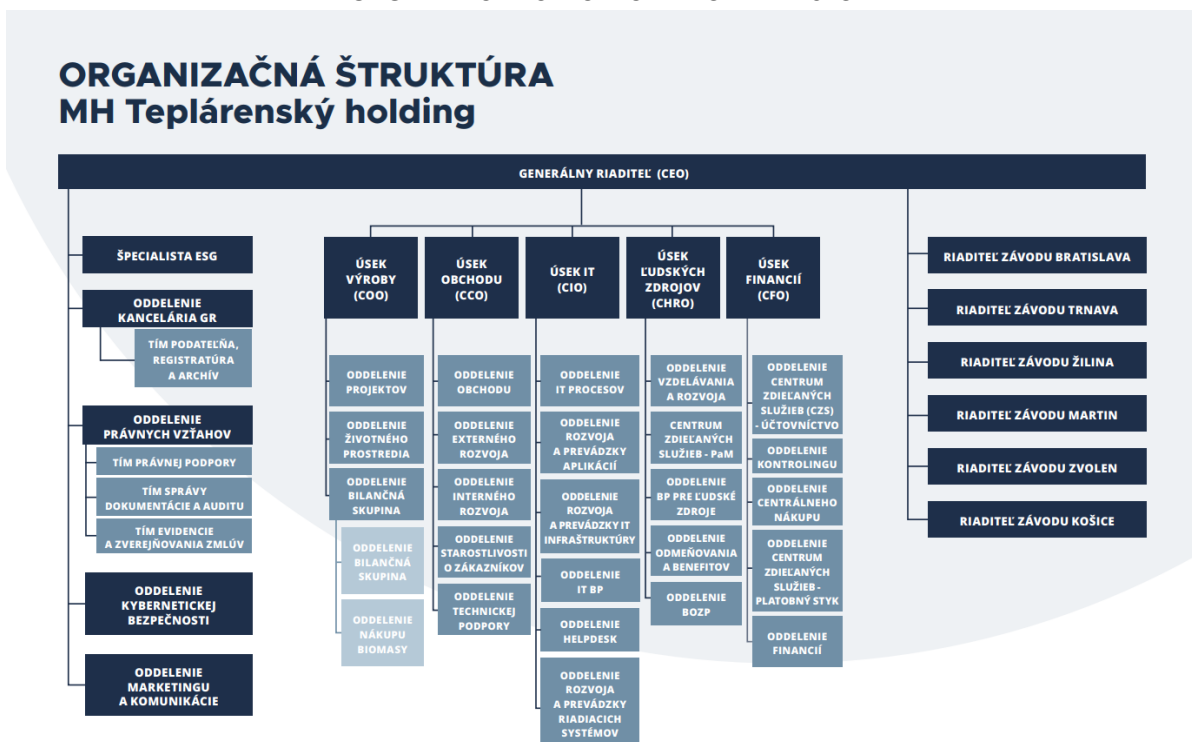 ORGANIZAČNÁ ŠTRUKTÚRA
MH Teplárenský holding
GENERÁLNY RIADITEĽ (CEO)
ŠPECIALISTA ESG
ODDELENIE
KANCELÁRIA GR
TÍM PODATEĽŇA,
REGISTRATÚRA
A ARCHÍV
ODDELENIE
PRÁVNYCH VZŤAHOV
TÍM PRÁVNEJ PODPORY
TÍM SPRÁVY
DOKUMENTÁCIE A AUDITU
TÍM EVIDENCIE
A ZVEREJŇOVANIA ZMLÚV
ODDELENIE
KYBERNETICKEJ
BEZPEČNOSTI
ODDELENIE
MARKETINGU
A KOMUNIKÁCIE
ÚSEK
VÝROBY
(COO)
ODDELENIE
PROJEKTOV
ODDELENIE
ŽIVOTNÉHO
PROSTREDIA
ODDELENIE
BILANČNÁ
SKUPINA
ODDELENIE
BILANČNÁ
SKUPINA
ODDELENIE
NÁKUPU
BIOMASY
ÚSEK
OBCHODU
(CCO)
ODDELENIE
OBCHODU
ODDELENIE
EXTERNÉHO
ROZVOJA
ODDELENIE
INTERNÉHO
ROZVOJA
ODDELENIE
STAROSTLIVOSTI
O ZÁKAZNÍKOV
ODDELENIE
TECHNICKEJ
PODPORY
ÚSEK IT
(CIO)
ODDELENIE
IT PROCESOV
ODDELENIE
ROZVOJA
A PREVÁDZKY
APLIKÁCIÍ
ODDELENIE
ROZVOJA
A PREVÁDZKY IT
INFRAŠTRUKTÚRY
ODDELENIE
IT BP
ODDELENIE
HELPDESK
ODDELENIE
ROZVOJA
A PREVÁDZKY
RIADIACICH
SYSTÉMOV
ÚSEK
ĽUDSKÝCH
ZDROJOV
(CHRO)
ODDELENIE
VZDELÁVANIA
A ROZVOJA
CENTRUM
ZDIEĽANÝCH
SLUŽIEB - PaM
ODDELENIE
BP PRE ĽUDSKÉ
ZDROJE
ODDELENIE
ODMEŇOVANIA
A BENEFITOV
ODDELENIE
BOZP
ÚSEK
FINANCIÍ
(CFO)
ODDELENIE
CENTRUM
ZDIEĽANÝCH
SLUŽIEB (CZS)
- ÚČTOVNÍCTVO
ODDELENIE
KONTROLINGU
ODDELENIE
CENTRÁLNEHO
NÁKUPU
ODDELENIE
CENTRUM
ZDIEĽANÝCH
SLUŽIEB -
PLATOBNÝ STYK
ODDELENIE
FINANCIÍ
RIADITEĽ ZÁVODU BRATISLAVA
RIADITEĽ ZÁVODU TRNAVA
RIADITEĽ ZÁVODU ŽILINA
RIADITEĽ ZÁVODU MARTIN
RIADITEĽ ZÁVODU ZVOLEN
RIADITEĽ ZÁVODU KOŠICE